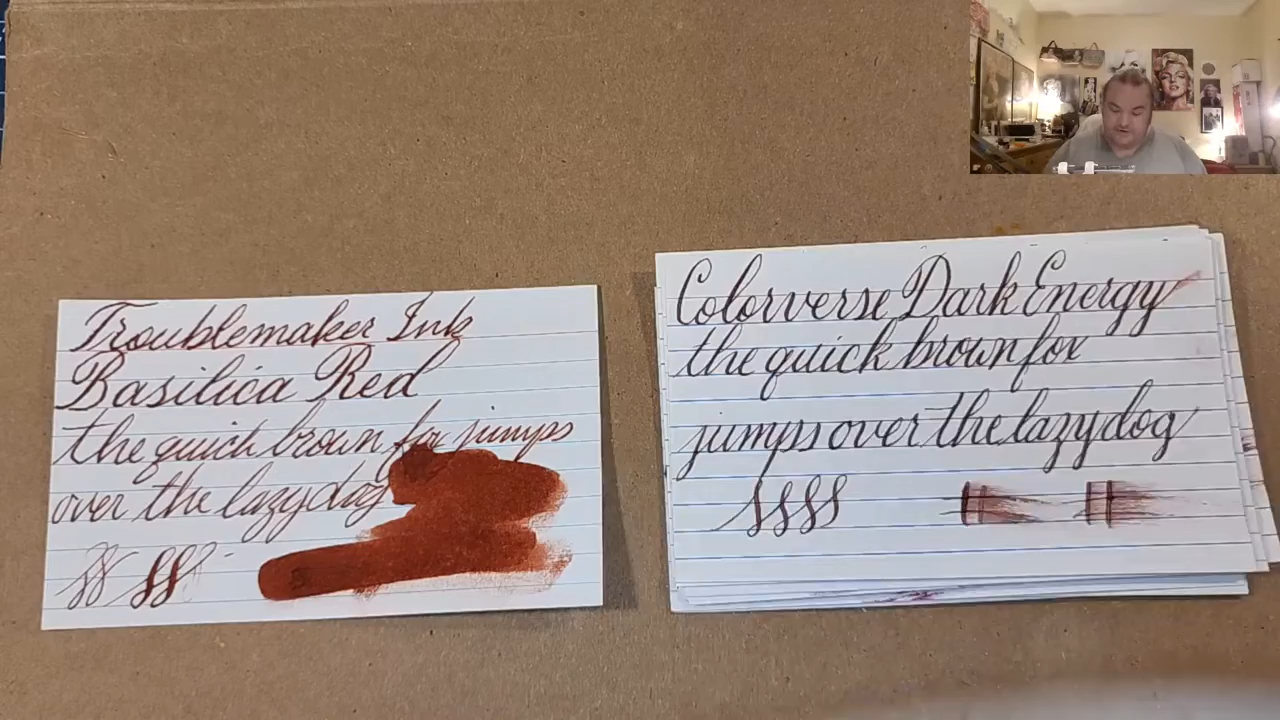 Troublemaker Ink
Basilica Red
the quick brown fox jumps
over the lazy dog
Colorverse Dark Energy
the quick brown fox
jumps over the lazy dog